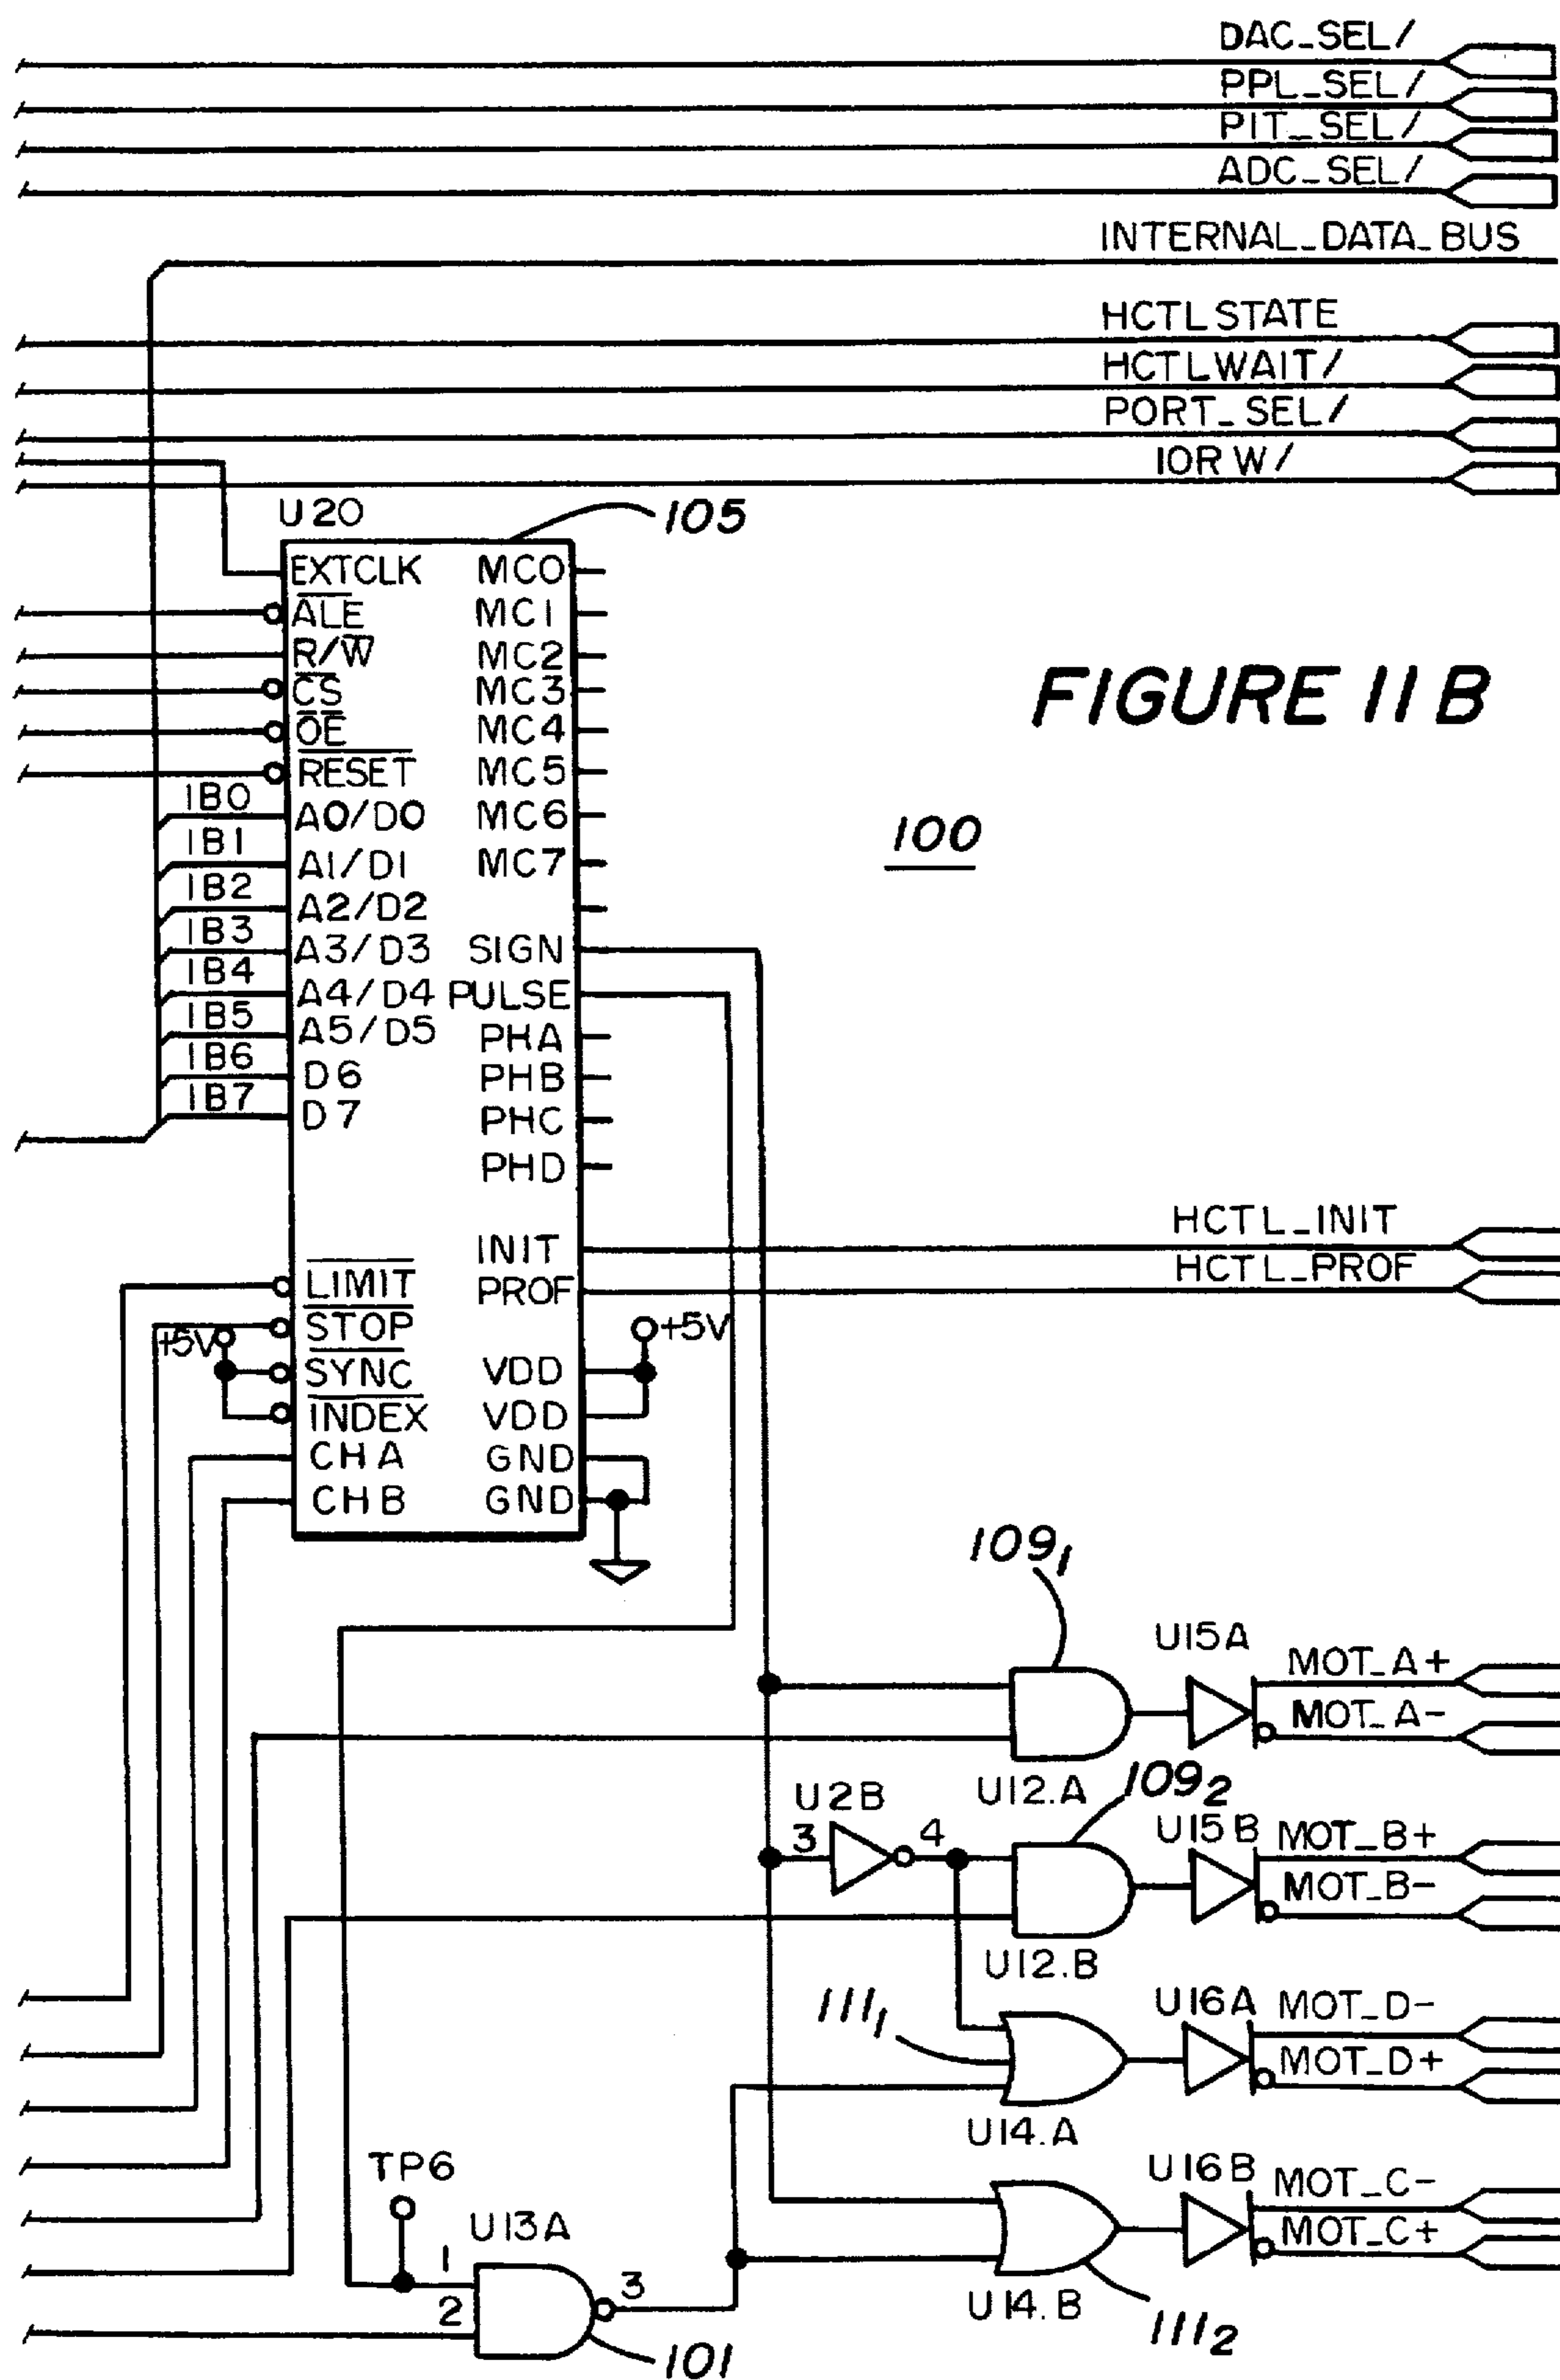 DAC_SEL/
PPL_SEL/
PIT_SEL/
ADC_SEL/
INTERNAL_DATA_BUS
HCTLSTATE
HCTLWAIT/
PORT_SEL/
IORW/
U20
105
EXTCLK MC0
ALE MC1
R/W MC2
CS MC3
OE MC4
RESET MC5
IB0 A0/D0 MC6
IB1 A1/D1 MC7
IB2 A2/D2
IB3 A3/D3 SIGN
IB4 A4/D4 PULSE
IB5 A5/D5 PHA
IB6 D6 PHB
IB7 D7 PHC
PHD
FIGURE 11B
100
INIT HCTL_INIT
LIMIT PROF HCTL_PROF
STOP
+5V +5V
SYNC VDD
INDEX VDD
CHA GND
CHB GND
109₁
U15A MOT_A+
MOT_A-
U12.A
109₂
U2B
3 4
U15B MOT_B+
MOT_B-
U12.B
111₁
U16A MOT_D-
MOT_D+
U14.A
TP6
U16B MOT_C-
MOT_C+
U13A
1
2
3
U14.B
111₂
101